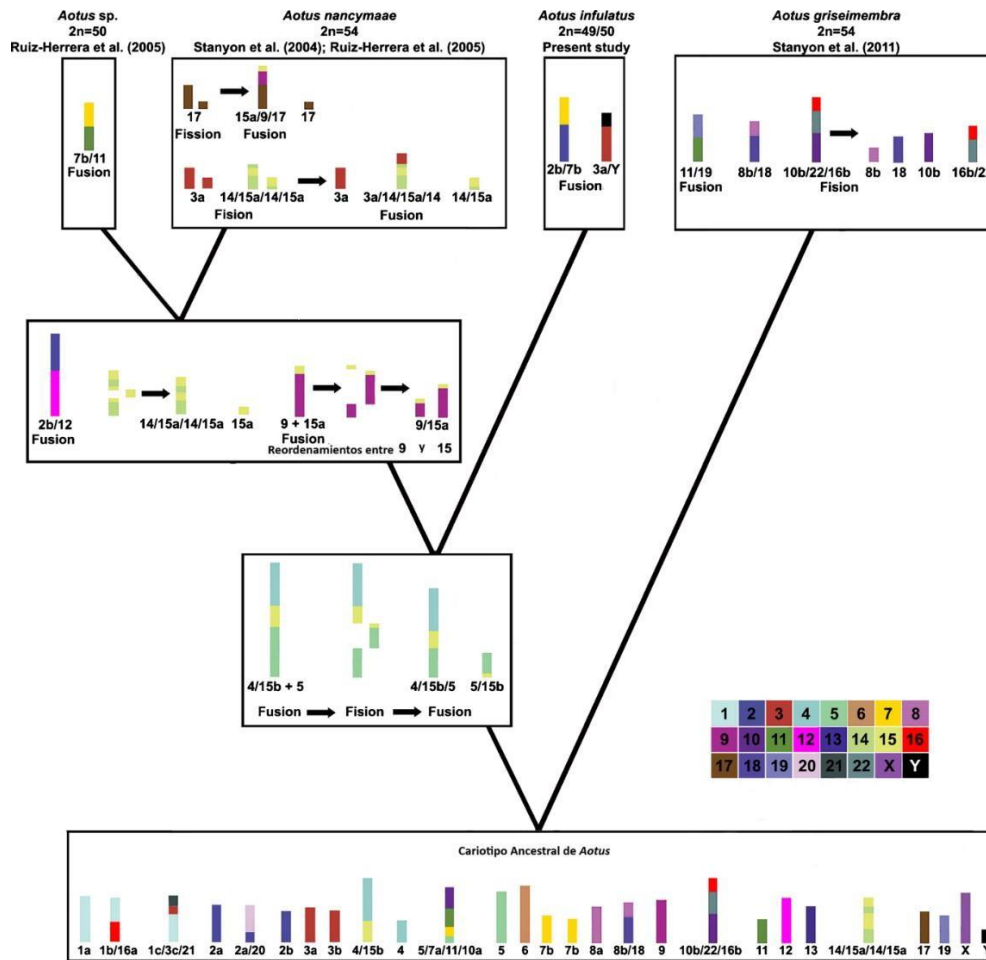 Aotus sp.
2n=50
Ruiz-Herrera et al. (2005)
Aotus nancymaae
2n=54
Stanyon et al. (2004); Ruiz-Herrera et al. (2005)
Aotus infulatus
2n=49/50
Present study
Aotus griseimembra
2n=54
Stanyon et al. (2011)
7b/11
Fusion
17 15a/9/17 17
Fission Fusion
3a 14/15a/14/15a 3a 3a/14/15a/14 14/15a
Fision Fusion
2b/7b 3a/Y
Fusion
11/19 8b/18 10b/22/16b 8b 18 10b 16b/2
Fusion Fision
2b/12 14/15a/14/15a 15a 9 + 15a 9/15a
Fusion Fusion
Reordenamientos entre 9 y 15
4/15b + 5 4/15b/5 5/15b
Fusion Fision Fusion
1 2 3 4 5 6 7 8
9 10 11 12 13 14 15 16
17 18 19 20 21 22 X Y
Cariotipo Ancestral de Aotus
1a 1b/16a 1c/3c/21 2a 2a/20 2b 3a 3b 4/15b 4 5/7a/11/10a 5 6 7b 7b 8a 8b/18 9 10b/22/16b 11 12 13 14/15a/14/15a 17 19 X Y